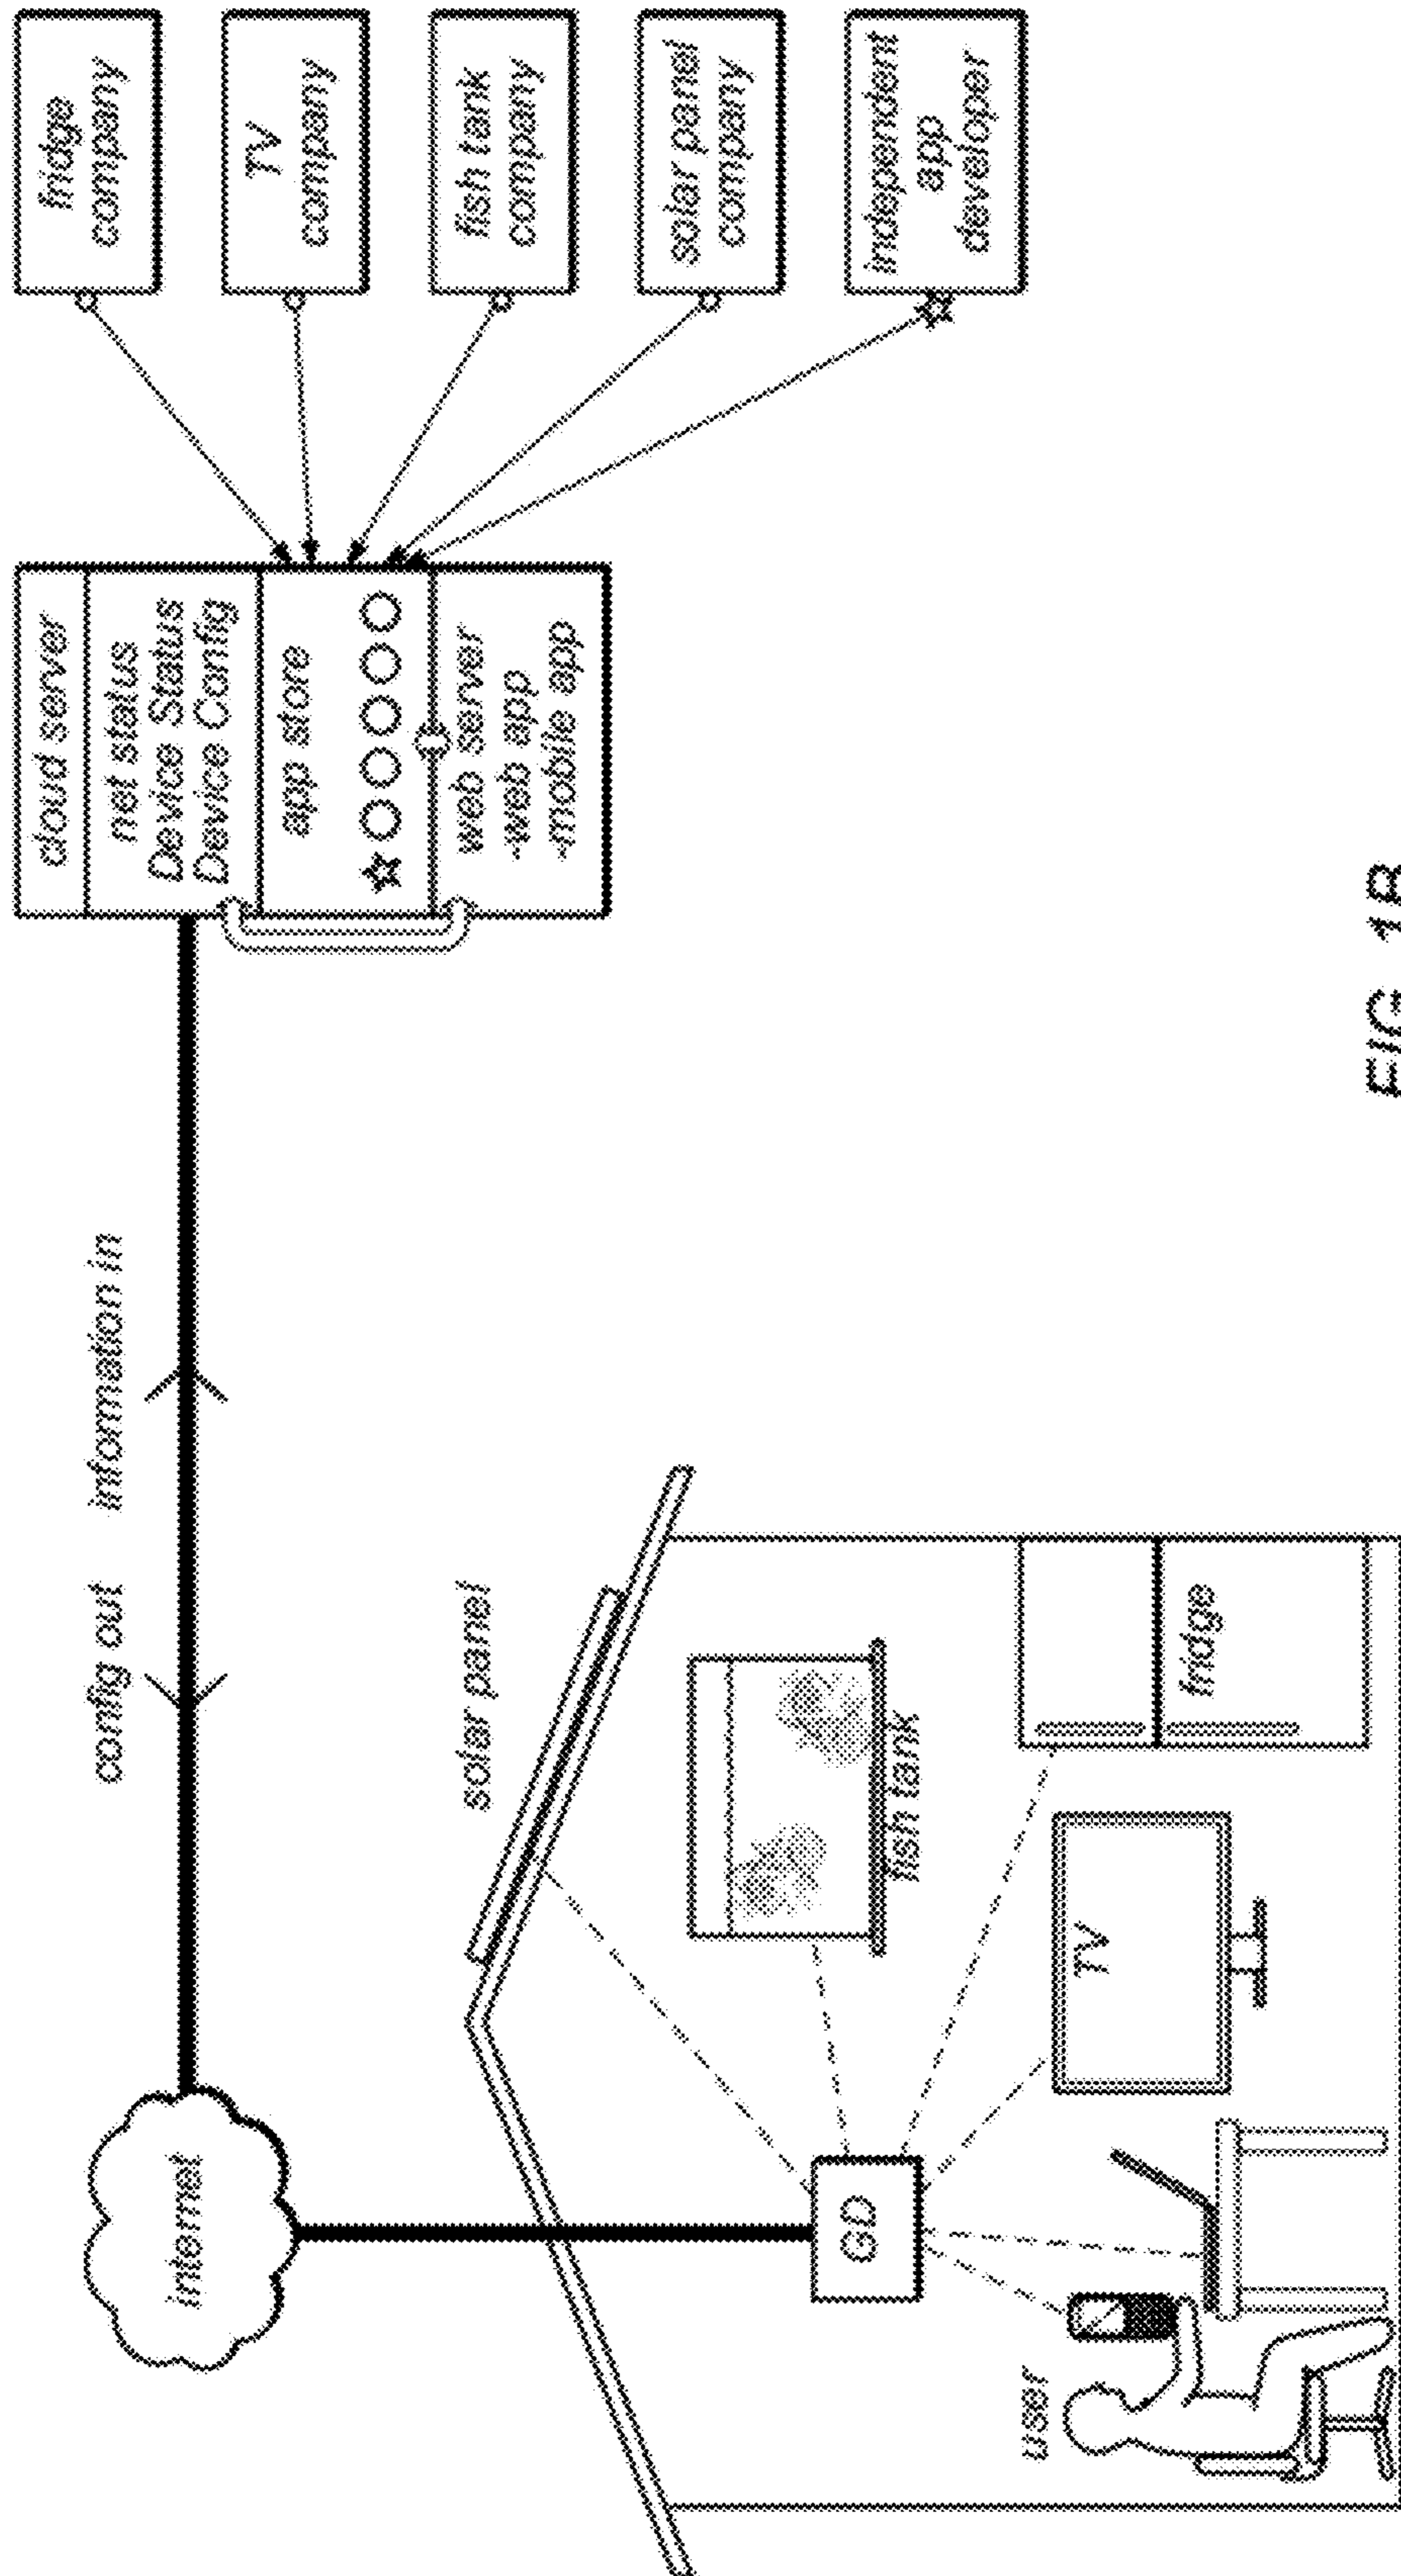 internet
config out
information in
cloud server
net status
Device Status
Device Config
app store
web server
-web app
-mobile app
fridge
company
TV
company
fish tank
company
solar panel
company
independent
app
developer
solar panel
fish tank
GD
user
TV
fridge
FIG. 1B